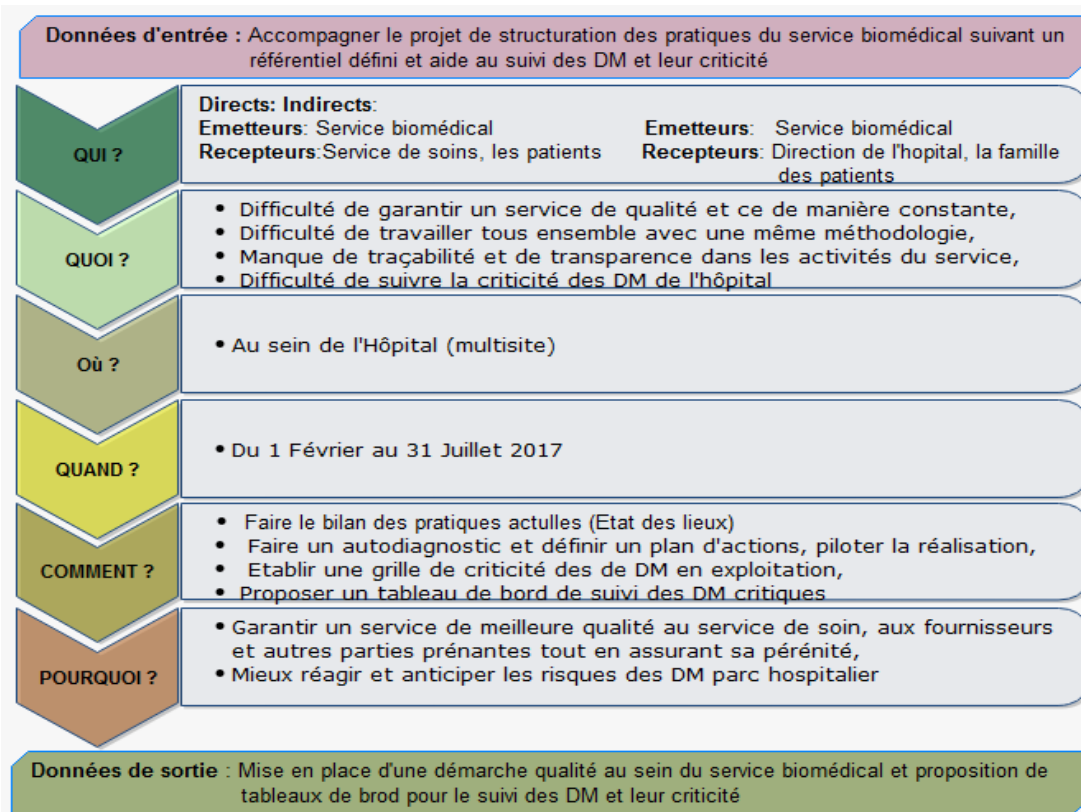 Données d'entrée : Accompagner le projet de structuration des pratiques du service biomédical suivant un
référentiel défini et aide au suivi des DM et leur criticité
QUI ?
Directs: Indirects:
Emetteurs: Service biomédical Emetteurs: Service biomédical
Recepteurs:Service de soins, les patients Recepteurs: Direction de l'hopital, la famille
des patients
QUOI ?
• Difficulté de garantir un service de qualité et ce de manière constante,
• Difficulté de travailler tous ensemble avec une même méthodologie,
• Manque de traçabilité et de transparence dans les activités du service,
• Difficulté de suivre la criticité des DM de l'hôpital
Où ?
• Au sein de l'Hôpital (multisite)
QUAND ?
• Du 1 Février au 31 Juillet 2017
COMMENT ?
• Faire le bilan des pratiques actulles (Etat des lieux)
• Faire un autodiagnostic et définir un plan d'actions, piloter la réalisation,
• Etablir une grille de criticité des de DM en exploitation,
• Proposer un tableau de bord de suivi des DM critiques
POURQUOI ?
• Garantir un service de meilleure qualité au service de soin, aux fournisseurs
et autres parties prénantes tout en assurant sa pérénité,
• Mieux réagir et anticiper les risques des DM parc hospitalier
Données de sortie : Mise en place d'une démarche qualité au sein du service biomédical et proposition de
tableaux de brod pour le suivi des DM et leur criticité